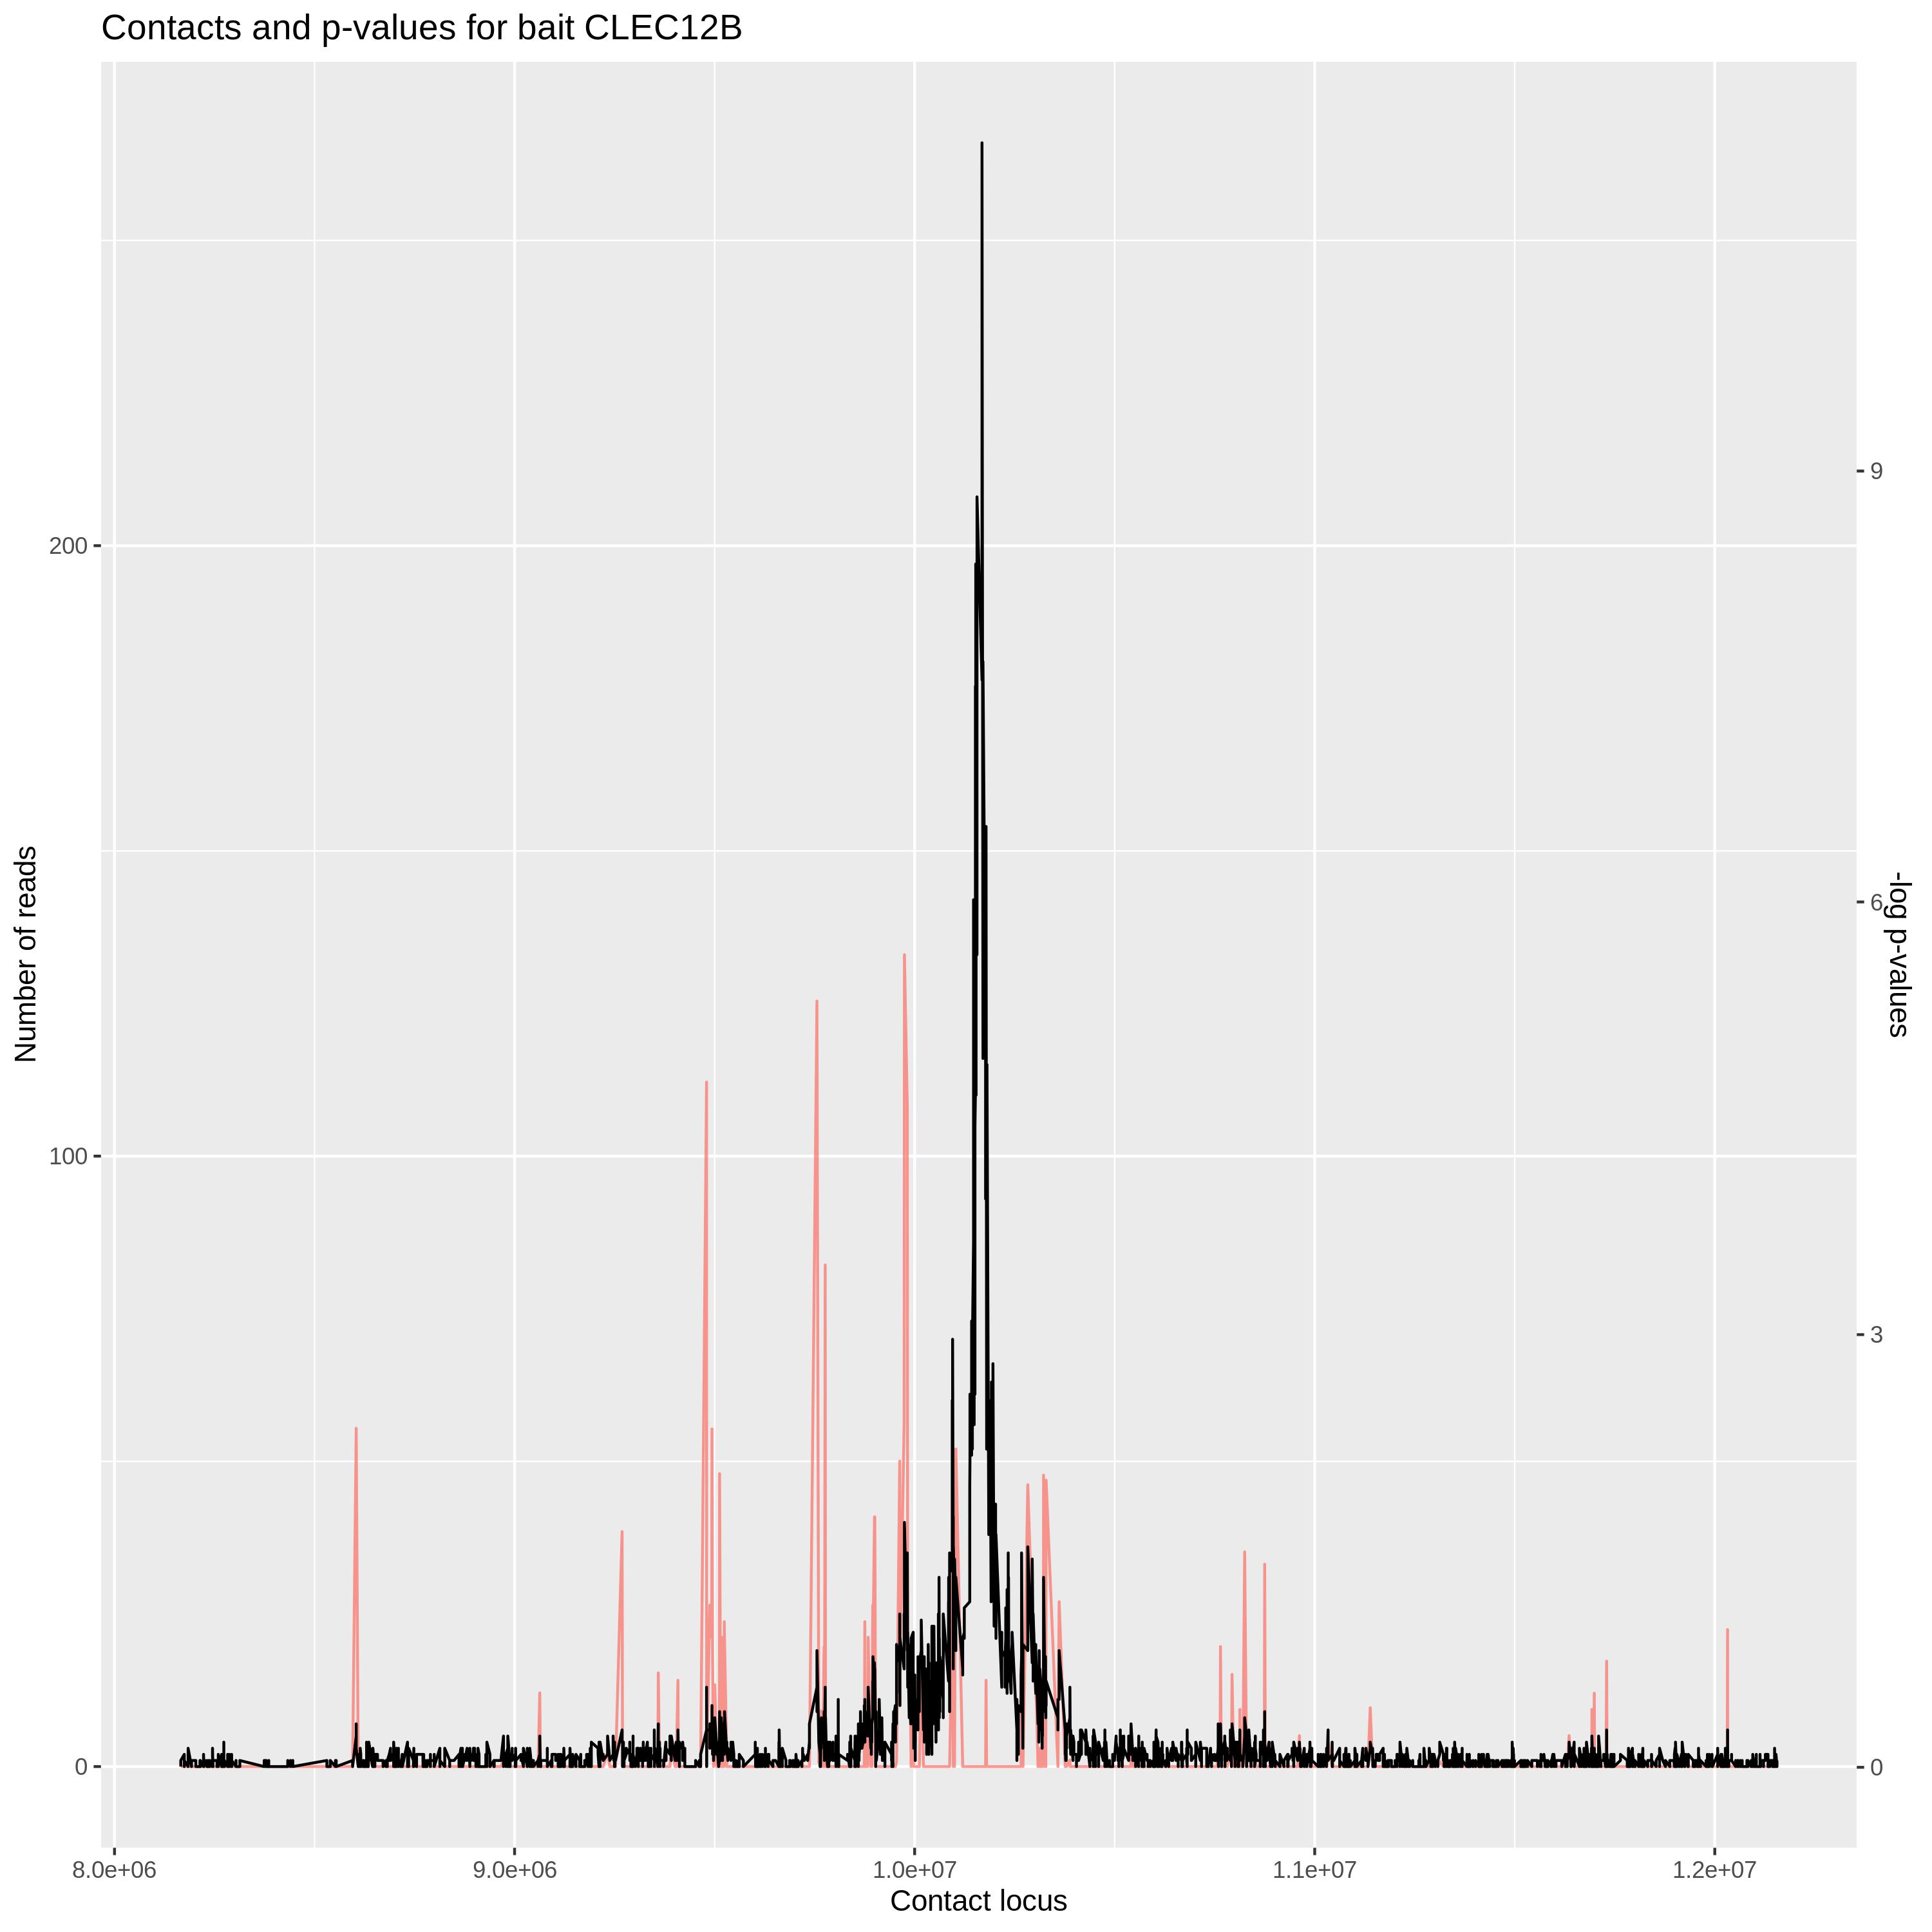 Contacts and p-values for bait CLEC12B
Number of reads
200
100
0
9
6
3
0
-log p-values
8.0e+06
9.0e+06
1.0e+07
1.1e+07
1.2e+07
Contact locus